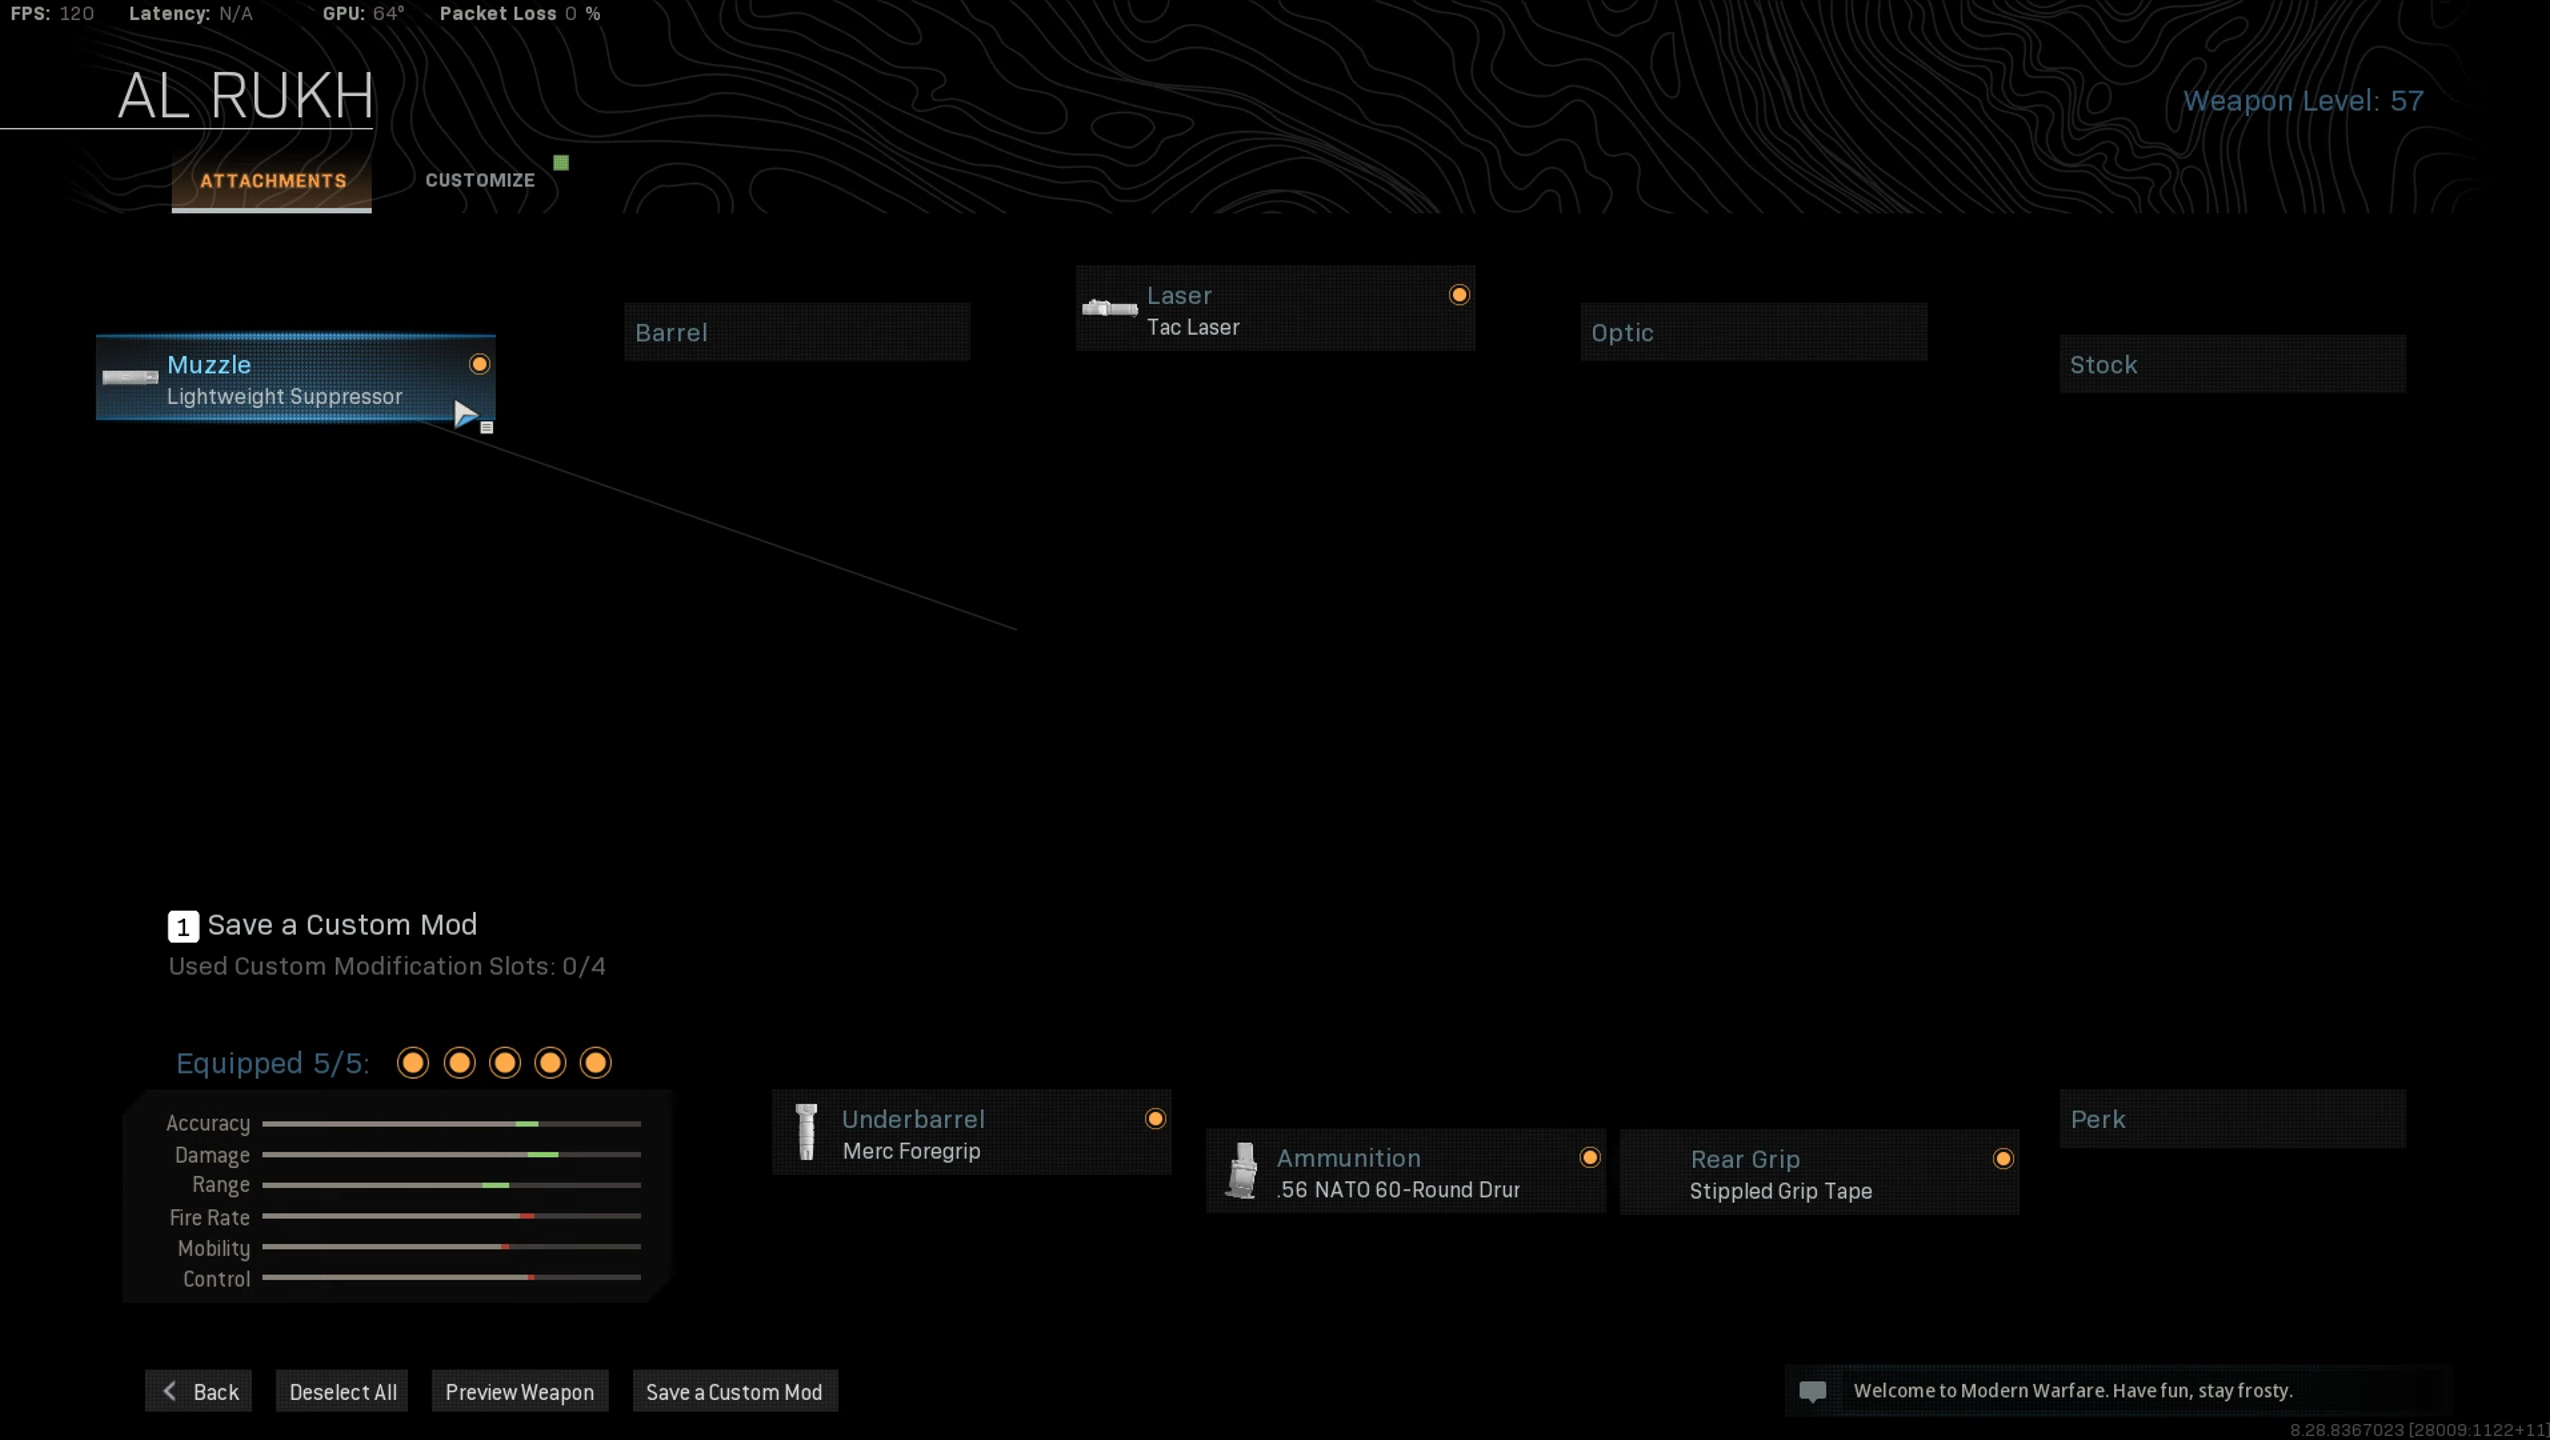 FPS: 120 Latency: N/A GPU: 64° Packet Loss 0 %
AL RUKH
Weapon Level: 57
ATTACHMENTS
CUSTOMIZE
Laser
Tac Laser
Barrel
Optic
Muzzle
Lightweight Suppressor
Stock
1 Save a Custom Mod
Used Custom Modification Slots: 0/4
Equipped 5/5:
Accuracy
Damage
Range
Fire Rate
Mobility
Control
Underbarrel
Merc Foregrip
Ammunition
.56 NATO 60-Round Drur
Rear Grip
Stippled Grip Tape
Perk
Back
Deselect All
Preview Weapon
Save a Custom Mod
Welcome to Modern Warfare. Have fun, stay frosty.
8.28.8367023 [28009:1122+11]